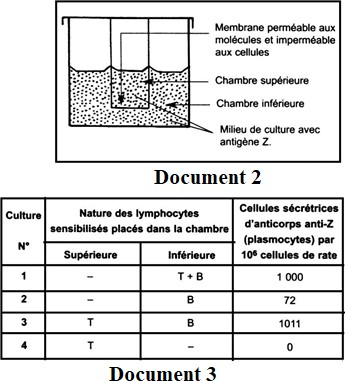 Membrane perméable aux
molécules et imperméable
aux cellules
Chambre supérieure
Chambre inférieure
Milieu de culture avec
antigène Z.
Document 2
Culture
N°
Nature des lymphocytes
sensibilisés placés dans la chambre
Cellules sécrétrices
d'anticorps anti-Z
(plasmocytes) par
10⁶ cellules de rate
Supérieure Inférieure
1 – T + B 1 000
2 – B 72
3 T B 1011
4 T – 0
Document 3